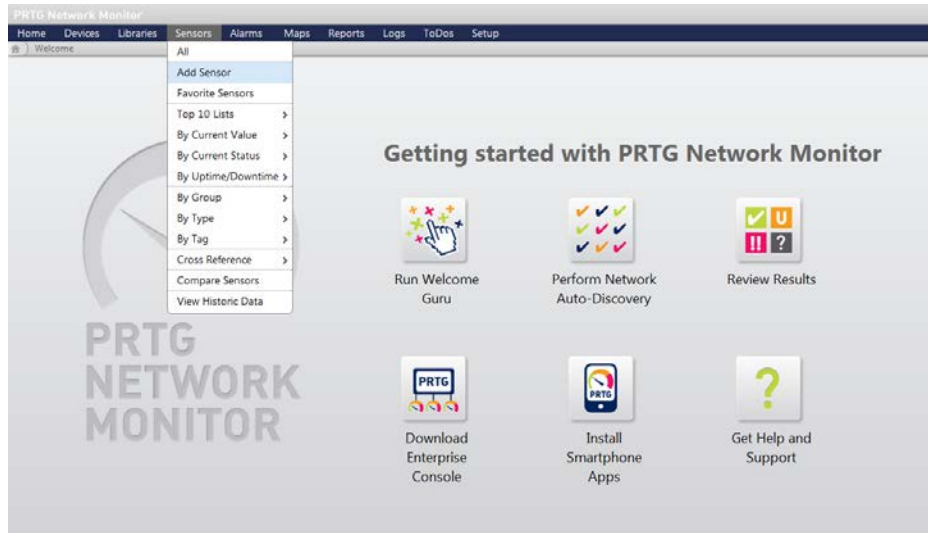 PRTG Network Monitor
Home Devices Libraries Sensors Alarms Maps Reports Logs ToDos Setup
Welcome
All
Add Sensor
Favorite Sensors
Top 10 Lists
By Current Value
By Current Status
By Uptime/Downtime
By Group
By Type
By Tag
Cross Reference
Compare Sensors
View Historic Data
PRTG
NETWORK
MONITOR
Getting started with PRTG Network Monitor
Run Welcome
Guru
Perform Network
Auto-Discovery
U
!! ?
Review Results
PRTG
Download
Enterprise
Console
PRTG
Install
Smartphone
Apps
?
Get Help and
Support